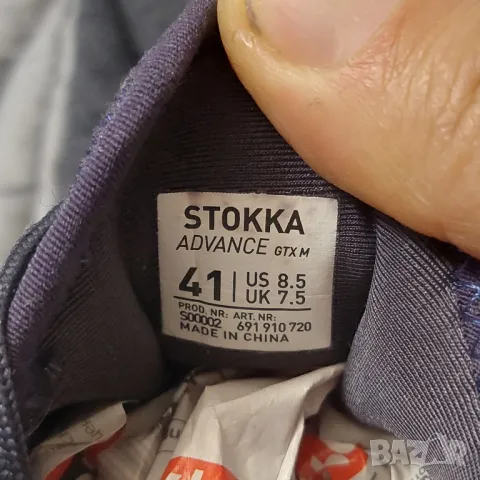 STOKKA
ADVANCE GTX M
41 US 8.5
UK 7.5
PROD. NR: ART. NR:
S00002 691 910 720
MADE IN CHINA
BAZAR